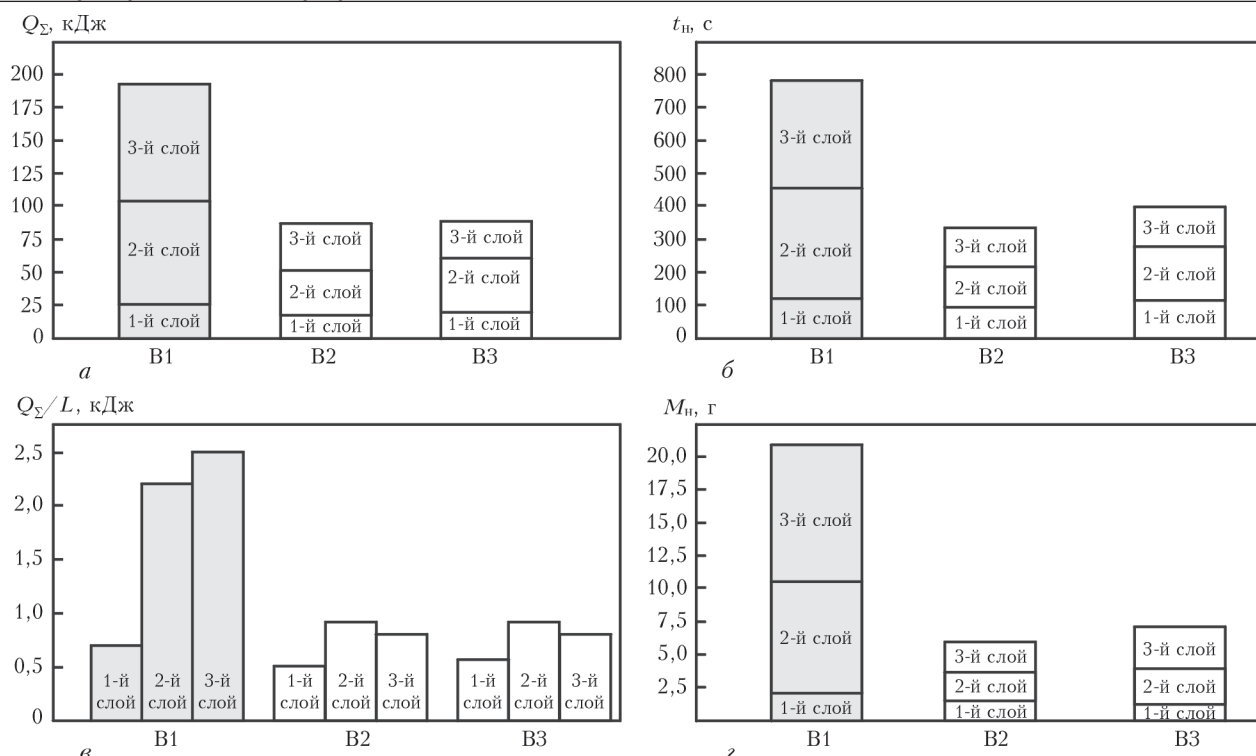 Q_Σ, кДж
200
175
150
125
100
75
50
25
0
3-й слой
2-й слой
1-й слой
3-й слой
2-й слой
1-й слой
3-й слой
2-й слой
1-й слой
В1 В2 В3
а
t_н, с
800
700
600
500
400
300
200
100
0
3-й слой
2-й слой
1-й слой
3-й слой
2-й слой
1-й слой
3-й слой
2-й слой
1-й слой
В1 В2 В3
б
Q_Σ/L, кДж
2,5
2,0
1,5
1,0
0,5
0
1-й слой
2-й слой
3-й слой
1-й слой
2-й слой
3-й слой
1-й слой
2-й слой
3-й слой
В1 В2 В3
в
М_н, г
20,0
17,5
15,0
12,5
10,0
7,5
5,0
2,5
3-й слой
2-й слой
1-й слой
3-й слой
2-й слой
1-й слой
3-й слой
2-й слой
1-й слой
В1 В2 В3
г